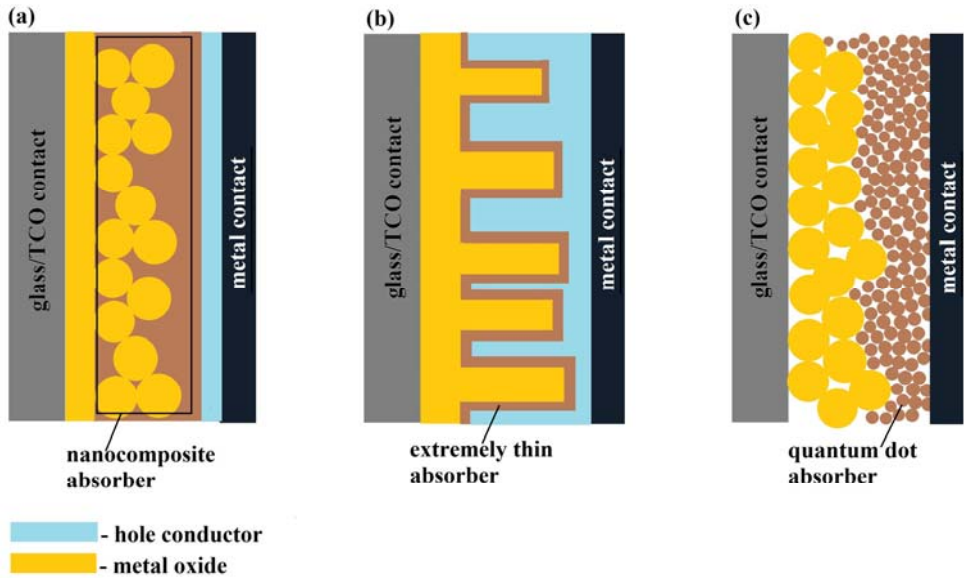 (a)
glass/TCO contact
metal contact
nanocomposite
absorber
(b)
glass/TCO contact
metal contact
extremely thin
absorber
(c)
glass/TCO contact
metal contact
quantum dot
absorber
- hole conductor
- metal oxide